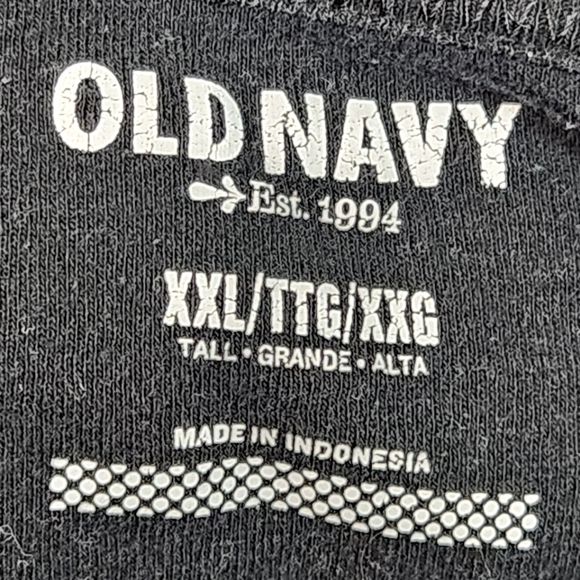 OLD NAVY
Est. 1994
XXL/TTG/XXG
TALL • GRANDE • ALTA
MADE IN INDONESIA